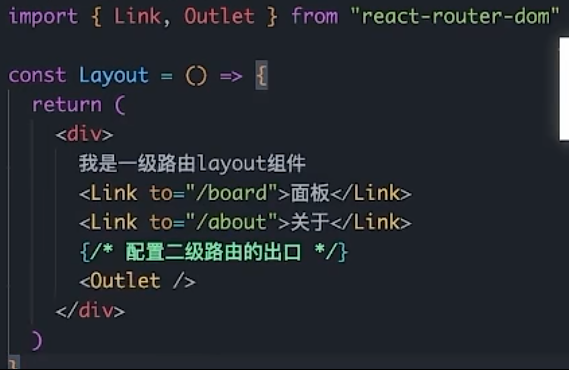 import { Link, Outlet } from "react-router-dom"
const Layout = () => {
return (
<div>
我是一级路由layout组件
<Link to="/board">面板</Link>
<Link to="/about">关于</Link>
{/* 配置二级路由的出口 */}
<Outlet />
</div>
)
}